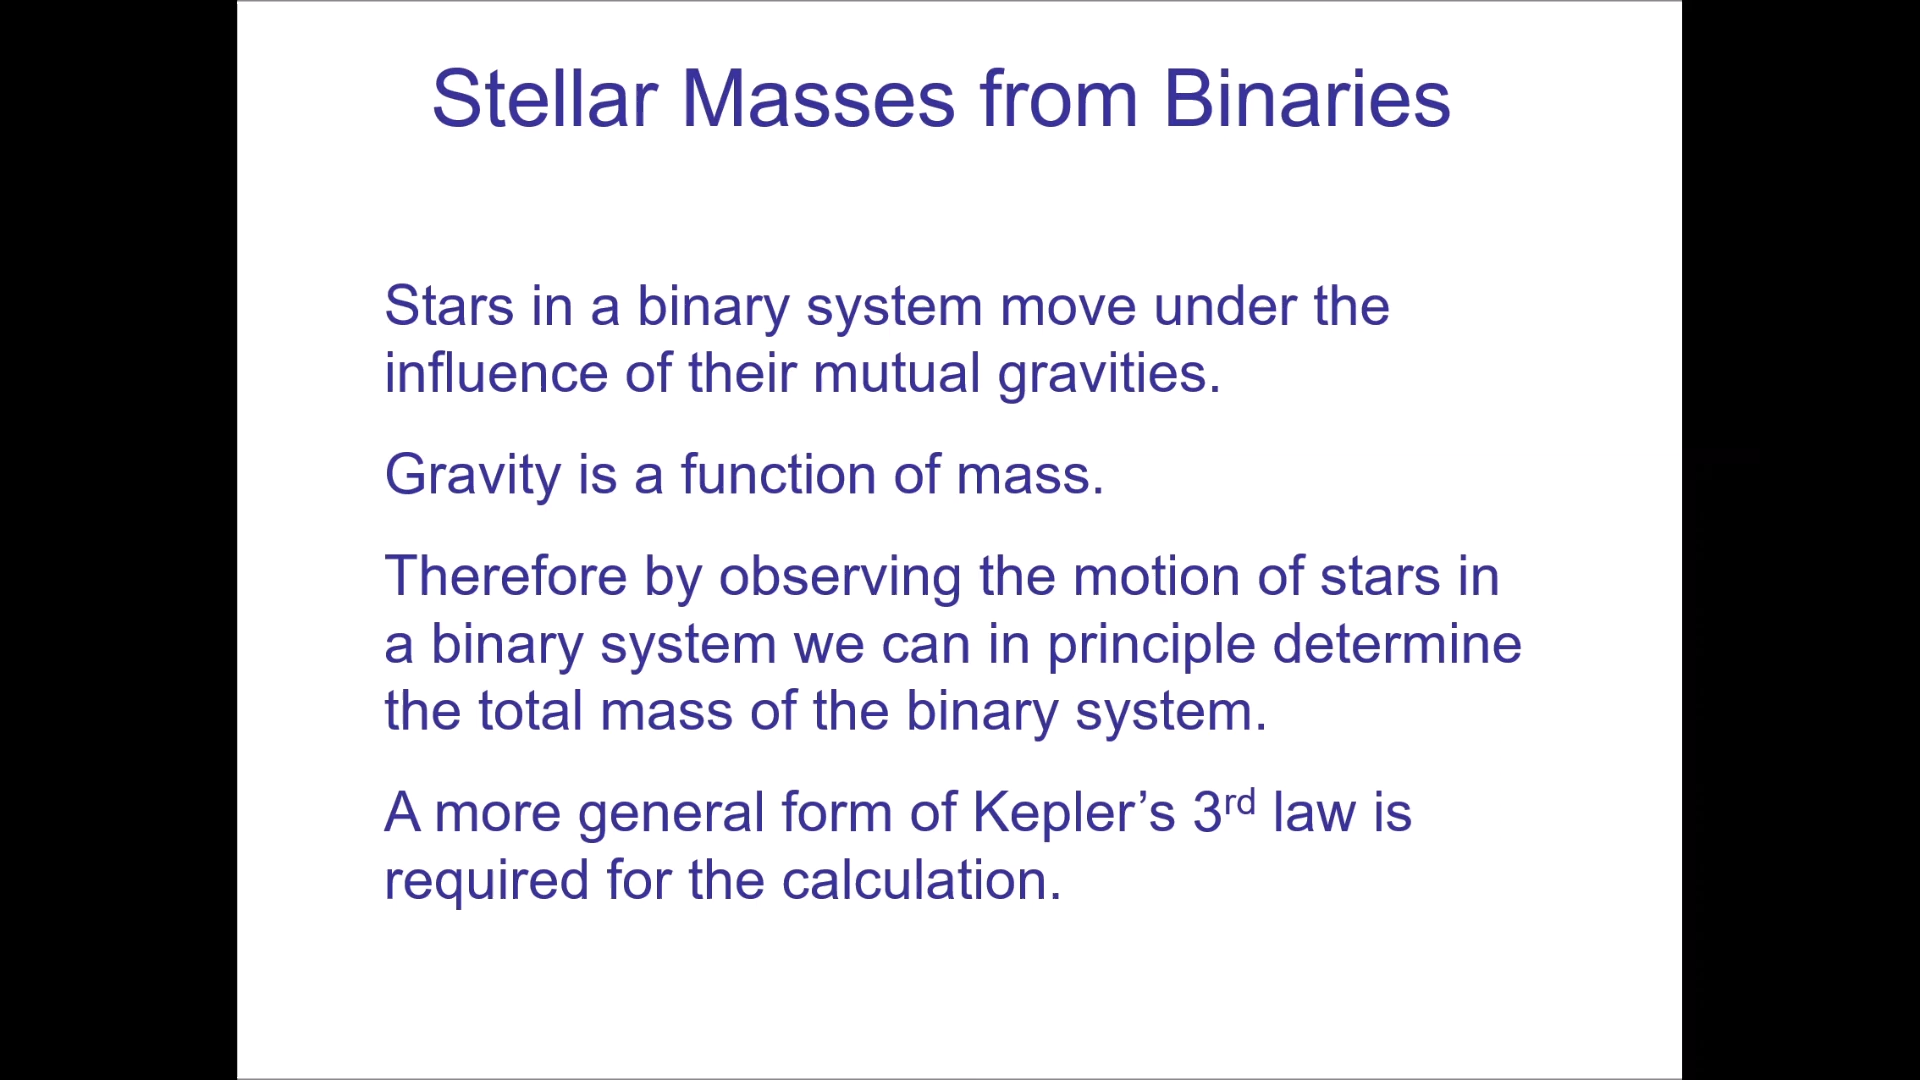 Stellar Masses from Binaries
Stars in a binary system move under the
influence of their mutual gravities.
Gravity is a function of mass.
Therefore by observing the motion of stars in
a binary system we can in principle determine
the total mass of the binary system.
A more general form of Kepler’s 3rd law is
required for the calculation.